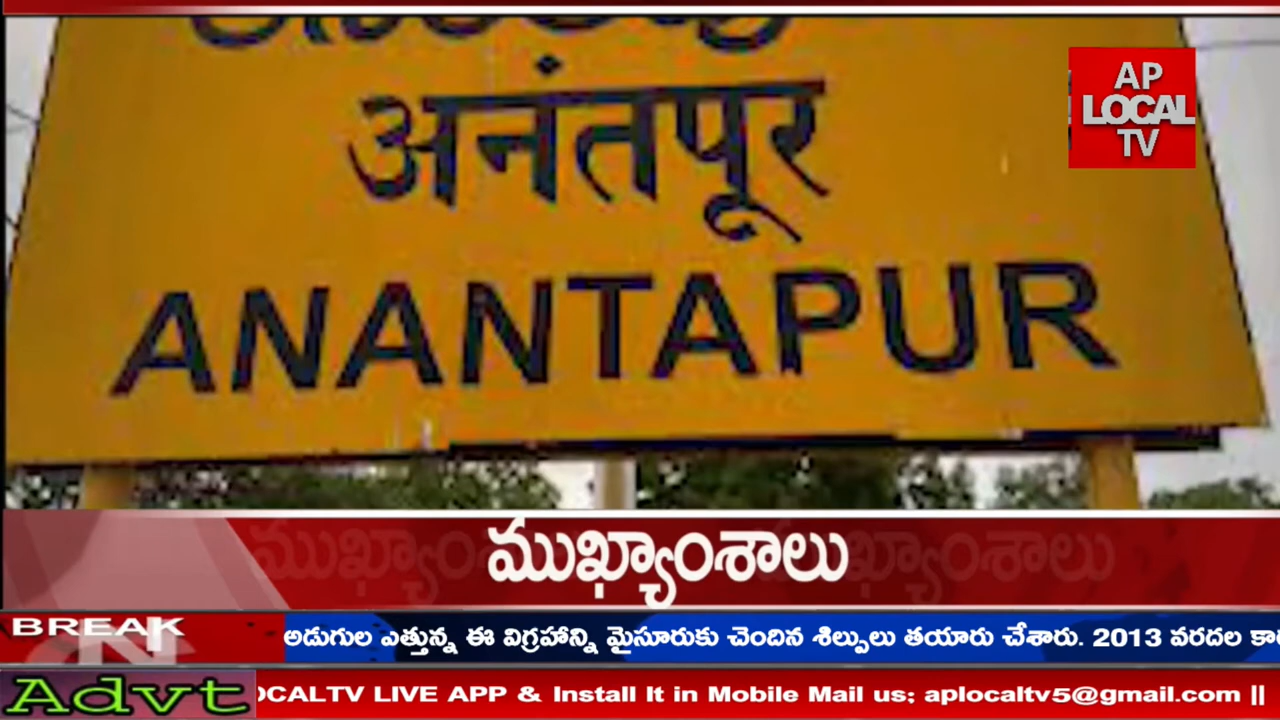 अनंतपूर
ANANTAPUR
AP
LOCAL
TV
ముఖ్యాంశాలు
BREAK
అడుగుల ఎత్తున్న ఈ విగ్రహాన్ని మైసూరుకు చెందిన శిల్పులు తయారు చేశారు. 2013 వరదల
Advt
OCALTV LIVE APP & Install It in Mobile Mail us; aplocaltv5@gmail.com ||